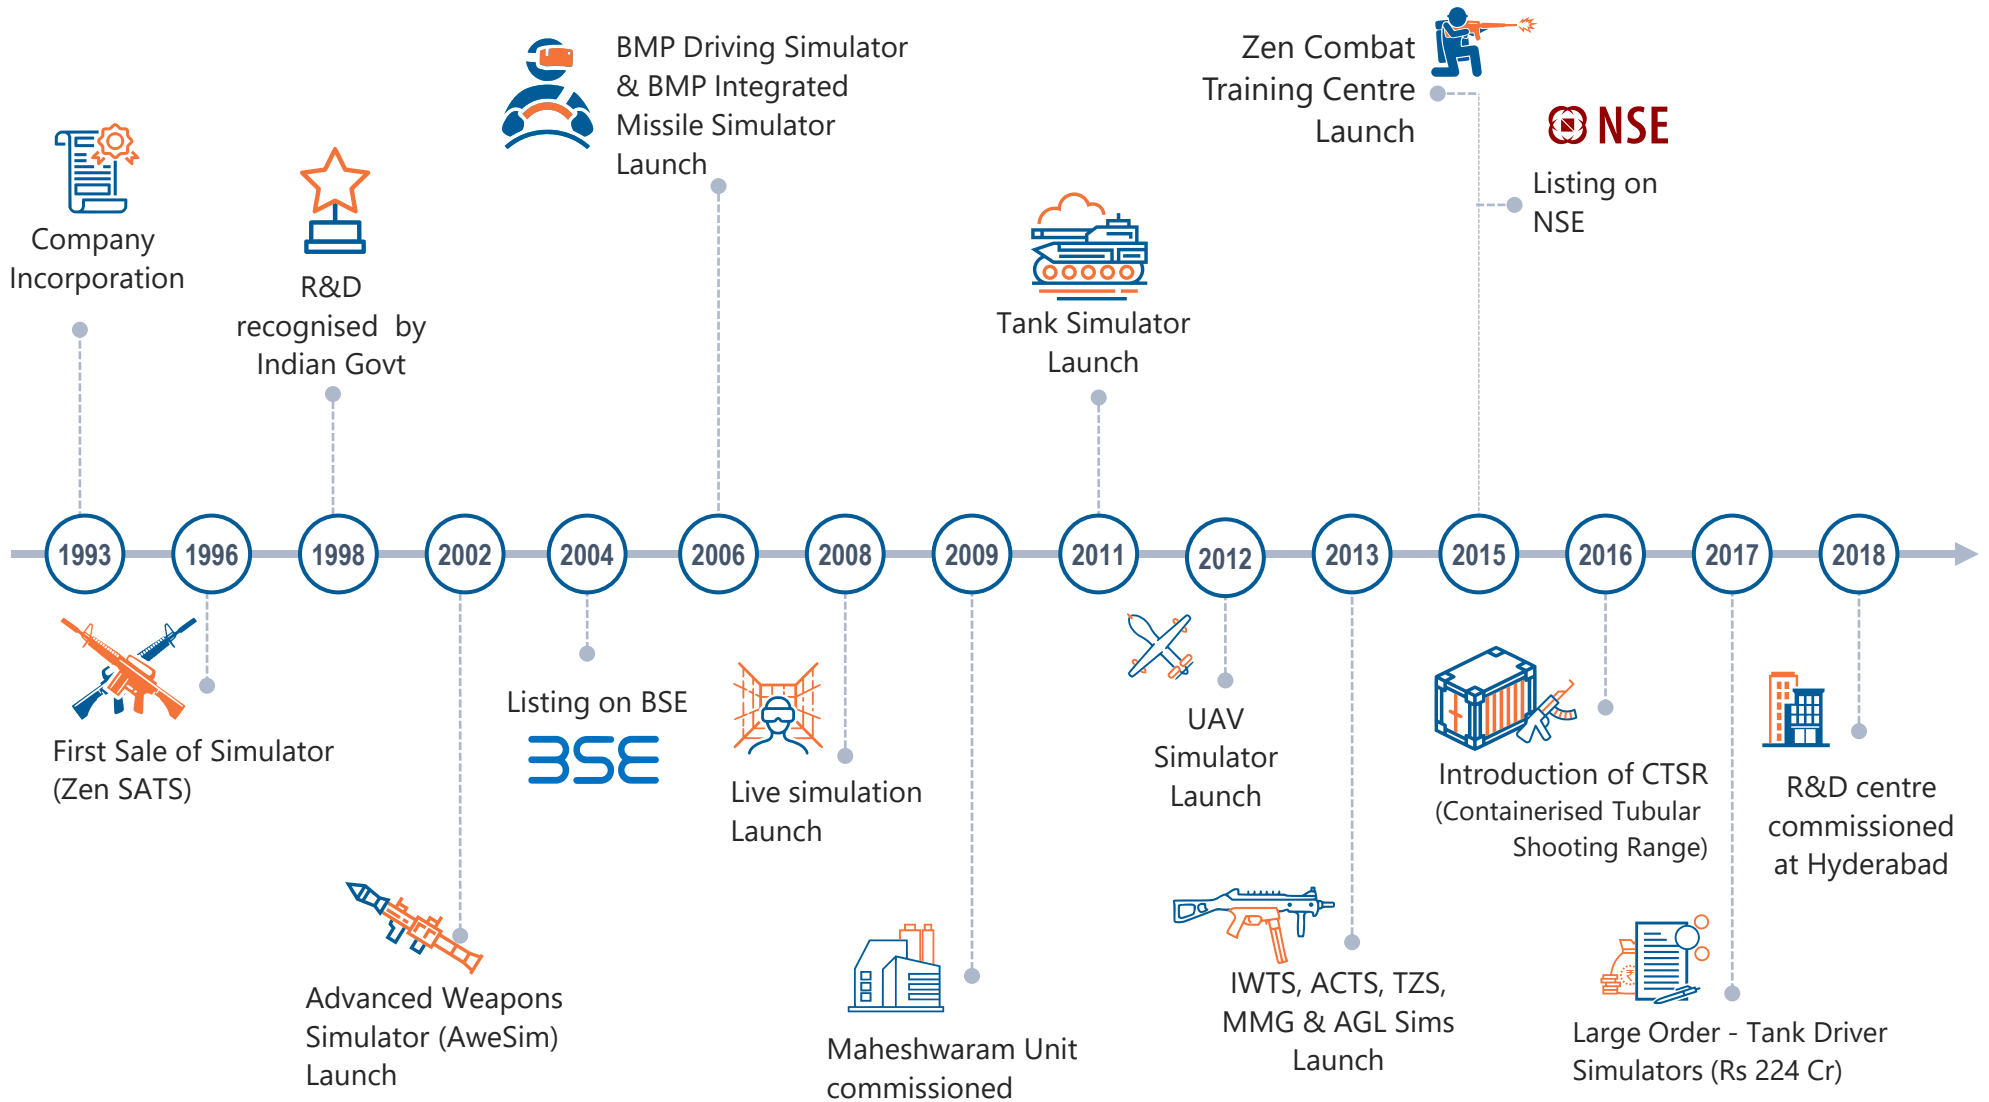 BMP Driving Simulator
& BMP Integrated
Missile Simulator
Launch
Zen Combat
Training Centre
Launch
NSE
Listing on
NSE
Company
Incorporation
R&D
recognised by
Indian Govt
Tank Simulator
Launch
1993
1996
1998
2002
2004
2006
2008
2009
2011
2012
2013
2015
2016
2017
2018
First Sale of Simulator
(Zen SATS)
Listing on BSE
BSE
Live simulation
Launch
UAV
Simulator
Launch
Introduction of CTSR
(Containerised Tubular
Shooting Range)
R&D centre
commissioned
at Hyderabad
Advanced Weapons
Simulator (AweSim)
Launch
Maheshwaram Unit
commissioned
IWTS, ACTS, TZS,
MMG & AGL Sims
Launch
₹
Large Order - Tank Driver
Simulators (Rs 224 Cr)